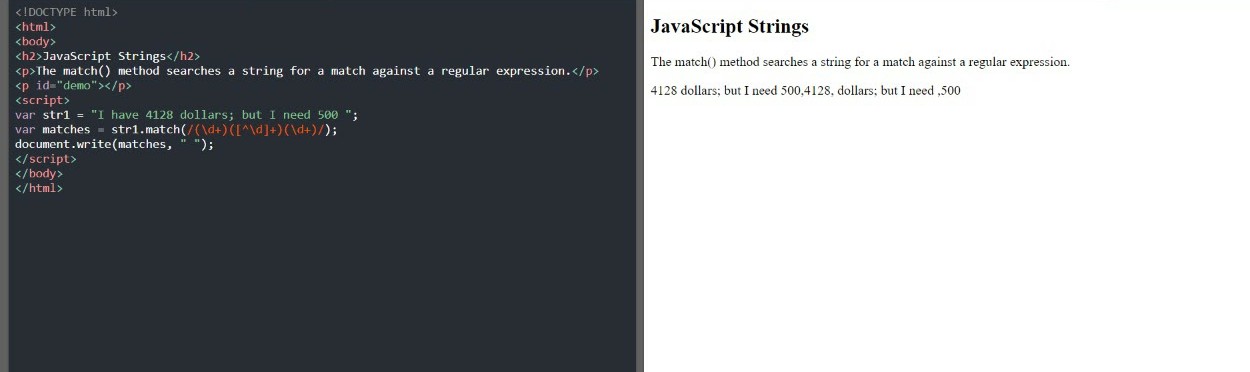 <!DOCTYPE html>
<html>
<body>
<h2>JavaScript Strings</h2>
<p>The match() method searches a string for a match against a regular expression.</p>
<p id="demo"></p>
<script>
var str1 = "I have 4128 dollars; but I need 500 ";
var matches = str1.match(/(\d+)([^\d]+)(\d+)/);
document.write(matches, " ");
</script>
</body>
</html>
JavaScript Strings
The match() method searches a string for a match against a regular expression.
4128 dollars; but I need 500,4128, dollars; but I need ,500